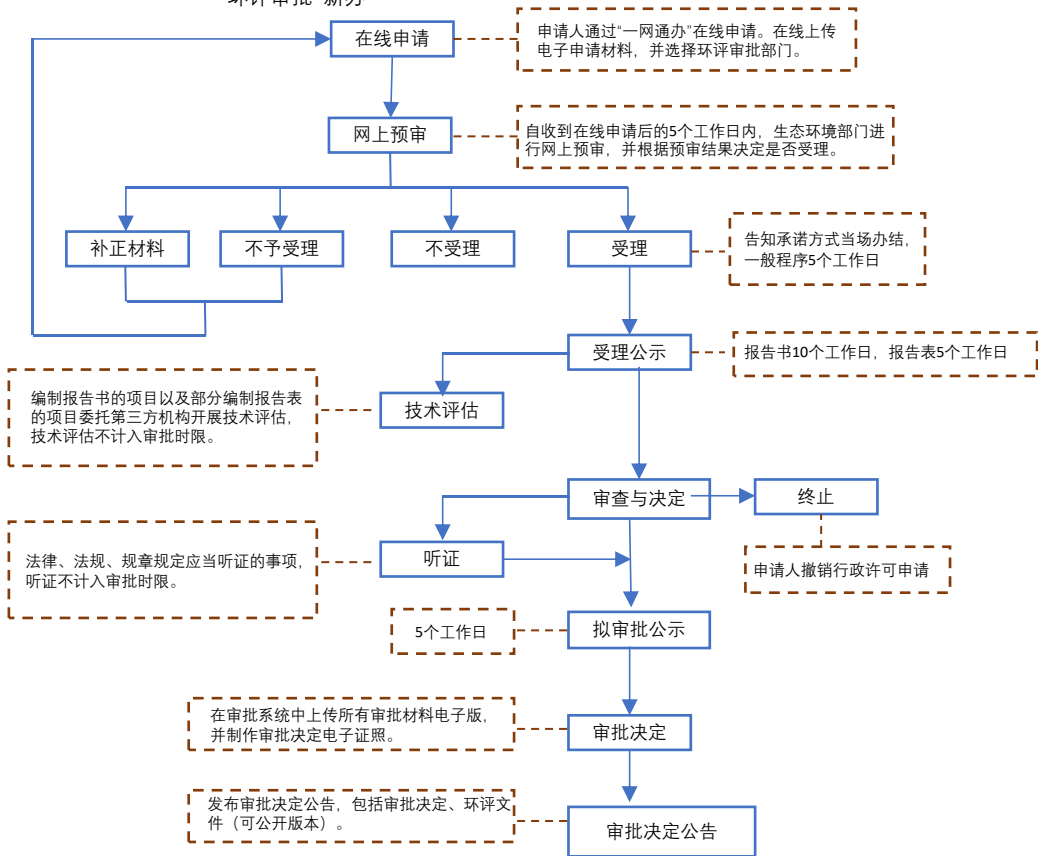 环评审批-新办
在线申请
申请人通过“一网通办”在线申请。在线上传
电子申请材料，并选择环评审批部门。
网上预审
自收到在线申请后的5个工作日内，生态环境部门进
行网上预审，并根据预审结果决定是否受理。
补正材料
不予受理
不受理
受理
告知承诺方式当场办结，
一般程序5个工作日
受理公示
报告书10个工作日，报告表5个工作日
编制报告书的项目以及部分编制报告表
的项目委托第三方机构开展技术评估，
技术评估不计入审批时限。
技术评估
审查与决定
终止
法律、法规、规章规定应当听证的事项，
听证不计入审批时限。
听证
申请人撤销行政许可申请
5个工作日
拟审批公示
在审批系统中上传所有审批材料电子版，
并制作审批决定电子证照。
审批决定
发布审批决定公告，包括审批决定、环评文
件（可公开版本）。
审批决定公告